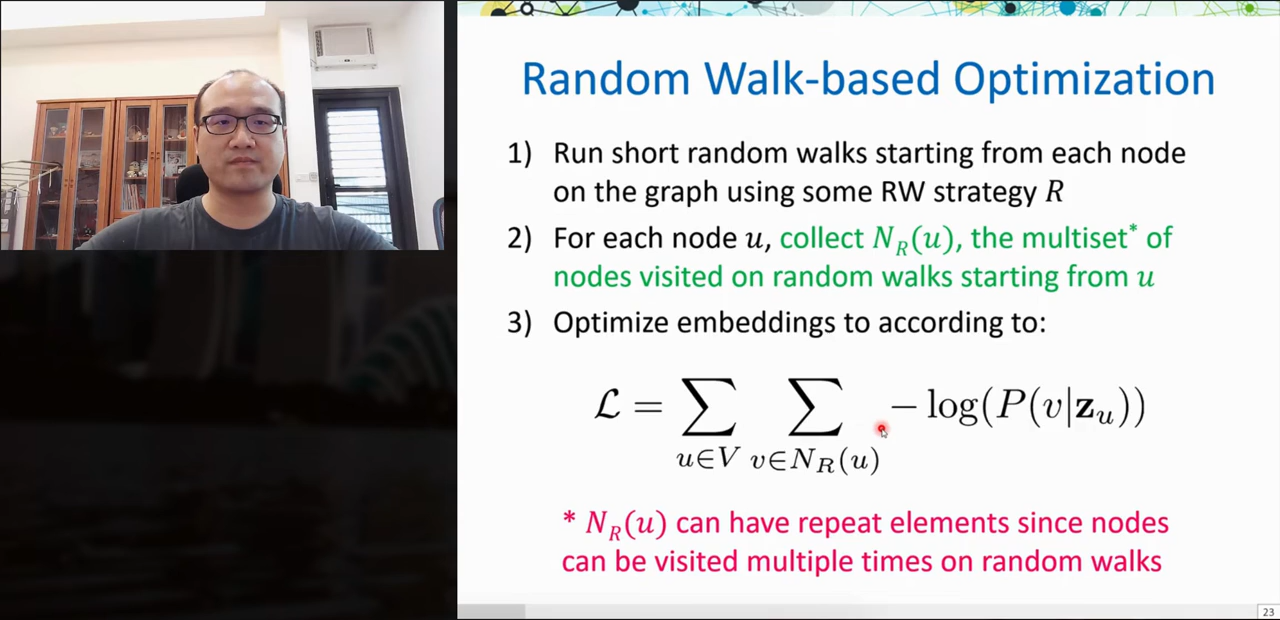 Random Walk-based Optimization
1) Run short random walks starting from each node
on the graph using some RW strategy R
2) For each node u, collect N_R(u), the multiset* of
nodes visited on random walks starting from u
3) Optimize embeddings to according to:
ℒ = ∑_{u∈V} ∑_{v∈N_R(u)} − log(P(v|𝐳_u))
* N_R(u) can have repeat elements since nodes
can be visited multiple times on random walks
23